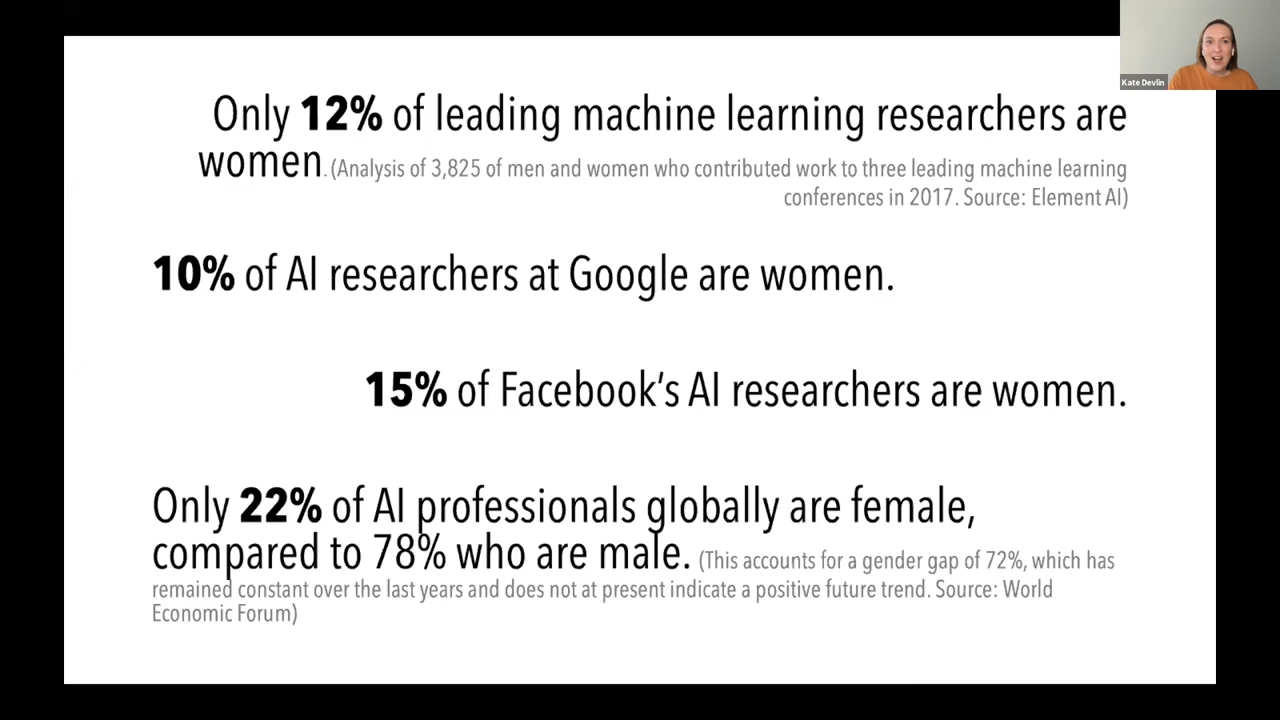 Kate Devlin
Only 12% of leading machine learning researchers are
women. (Analysis of 3,825 of men and women who contributed work to three leading machine learning
conferences in 2017. Source: Element AI)
10% of AI researchers at Google are women.
15% of Facebook’s AI researchers are women.
Only 22% of AI professionals globally are female,
compared to 78% who are male. (This accounts for a gender gap of 72%, which has
remained constant over the last years and does not at present indicate a positive future trend. Source: World
Economic Forum)